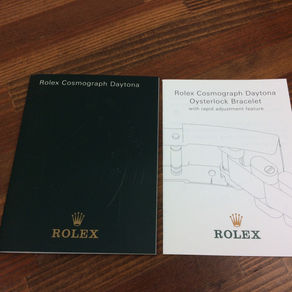 Rolex Cosmograph Daytona
ROLEX
Rolex Cosmograph Daytona
Oysterlock Bracelet
with rapid adjustment feature
ROLEX